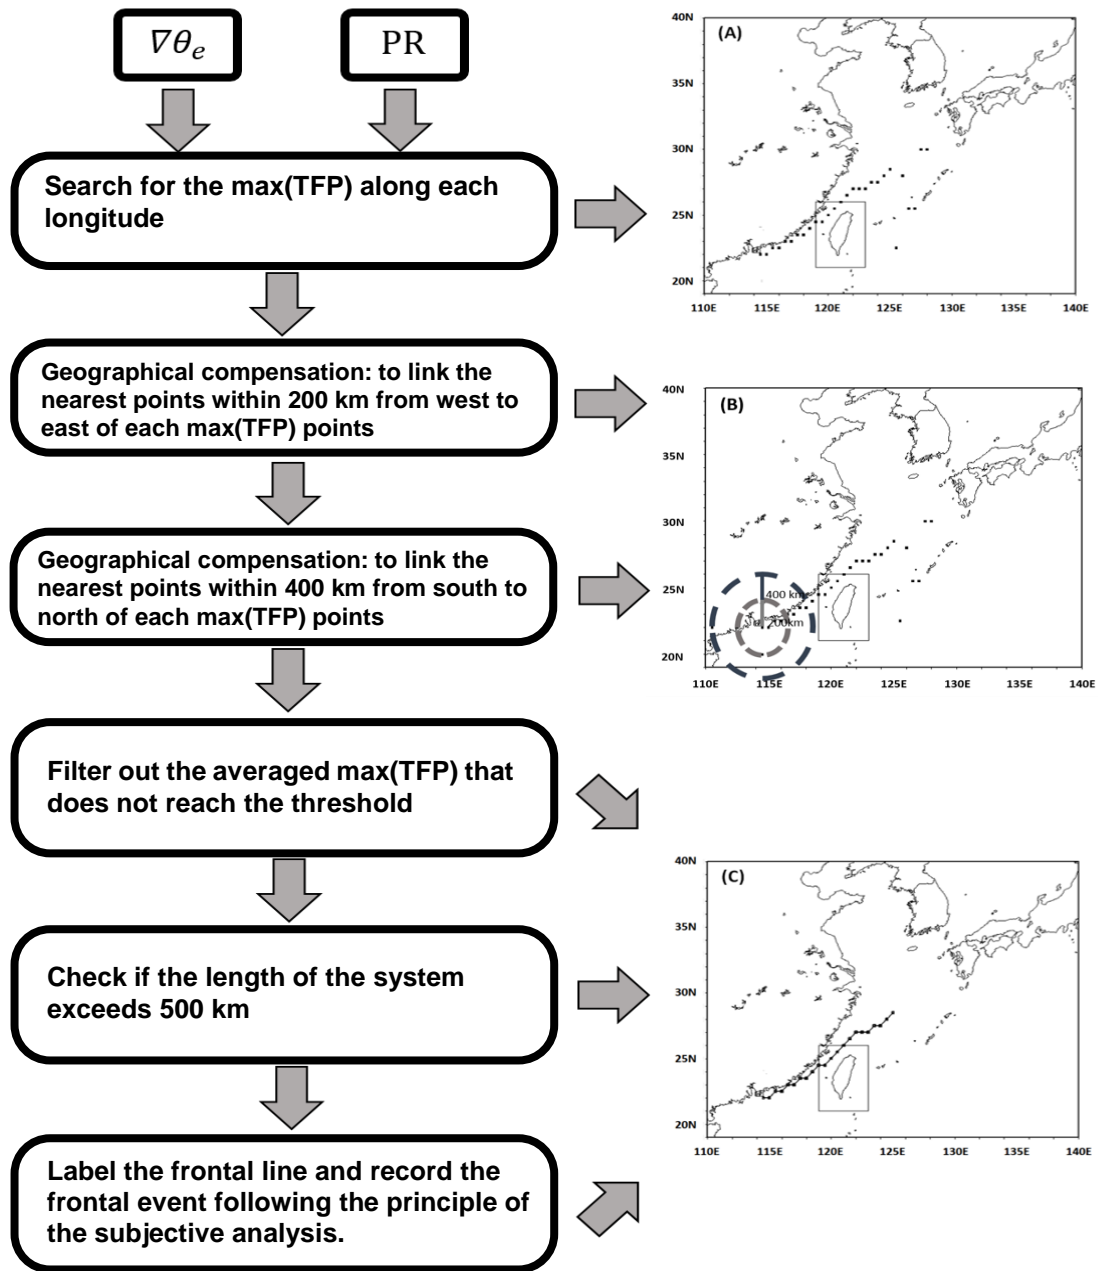 ∇θe
PR
Search for the max(TFP) along each
longitude
Geographical compensation: to link the
nearest points within 200 km from west to
east of each max(TFP) points
Geographical compensation: to link the
nearest points within 400 km from south to
north of each max(TFP) points
Filter out the averaged max(TFP) that
does not reach the threshold
Check if the length of the system
exceeds 500 km
Label the frontal line and record the
frontal event following the principle of
the subjective analysis.
(A)
40N
35N
30N
25N
20N
110E 115E 120E 125E 130E 135E 140E
(B)
40N
35N
30N
25N
20N
400 km
200km
110E 115E 120E 125E 130E 135E 140E
(C)
40N
35N
30N
25N
20N
110E 115E 120E 125E 130E 135E 140E